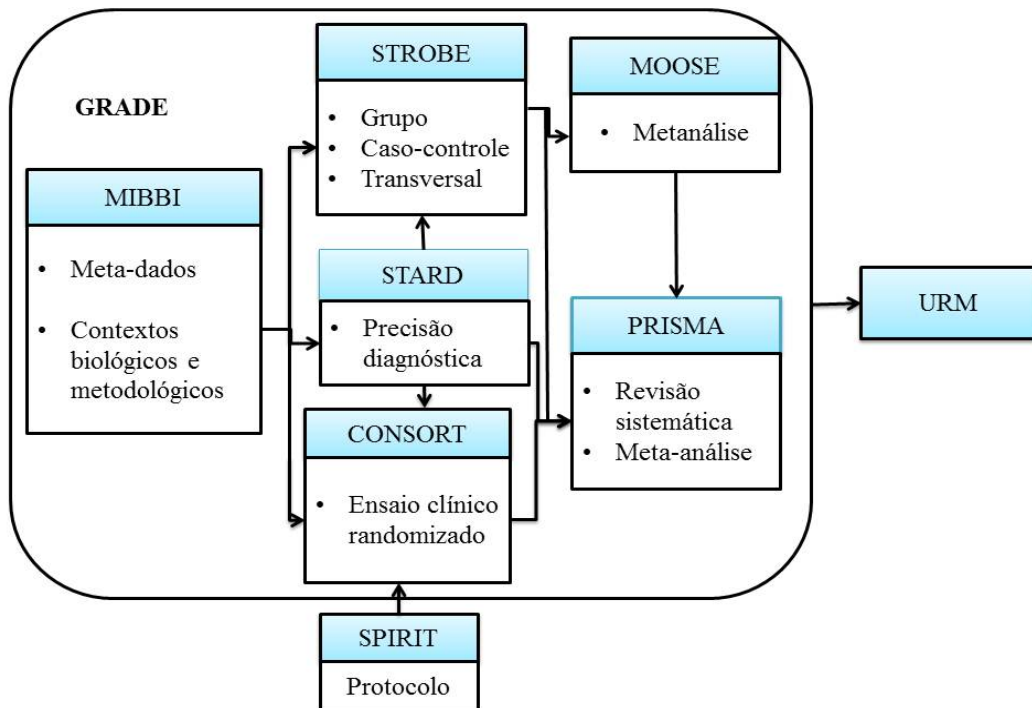 GRADE
MIBBI
• Meta-dados
• Contextos
biológicos e
metodológicos
STROBE
• Grupo
• Caso-controle
• Transversal
STARD
• Precisão
diagnóstica
CONSORT
• Ensaio clínico
randomizado
SPIRIT
Protocolo
MOOSE
• Metanálise
PRISMA
• Revisão
sistemática
• Meta-análise
URM